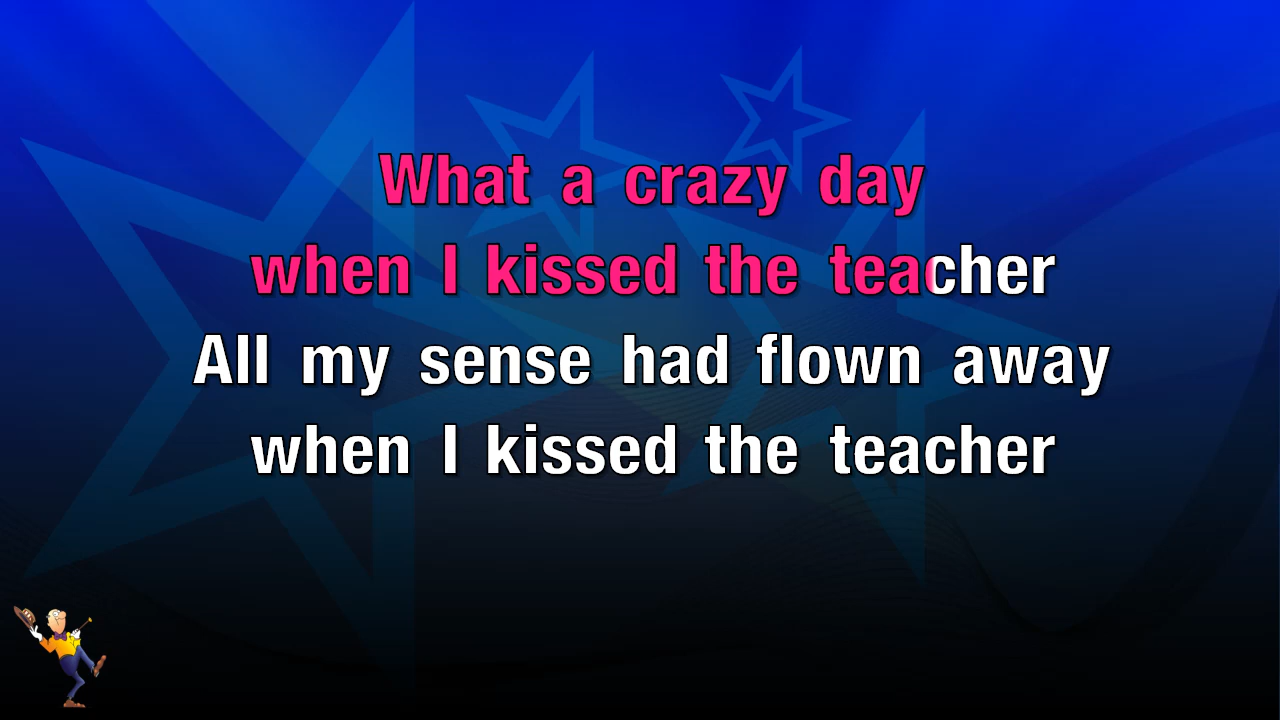 What a crazy day
when I kissed the teacher
All my sense had flown away
when I kissed the teacher